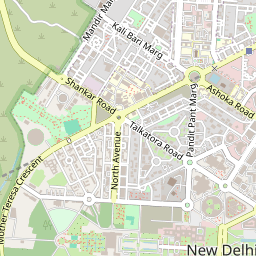 Mandir Mar
Kali Bari Marg
Shankar Road
Ashoka Road
Pandit Pant Marg
Talkatora Road
North Avenue
Mother Teresa Crescent
New Delhi